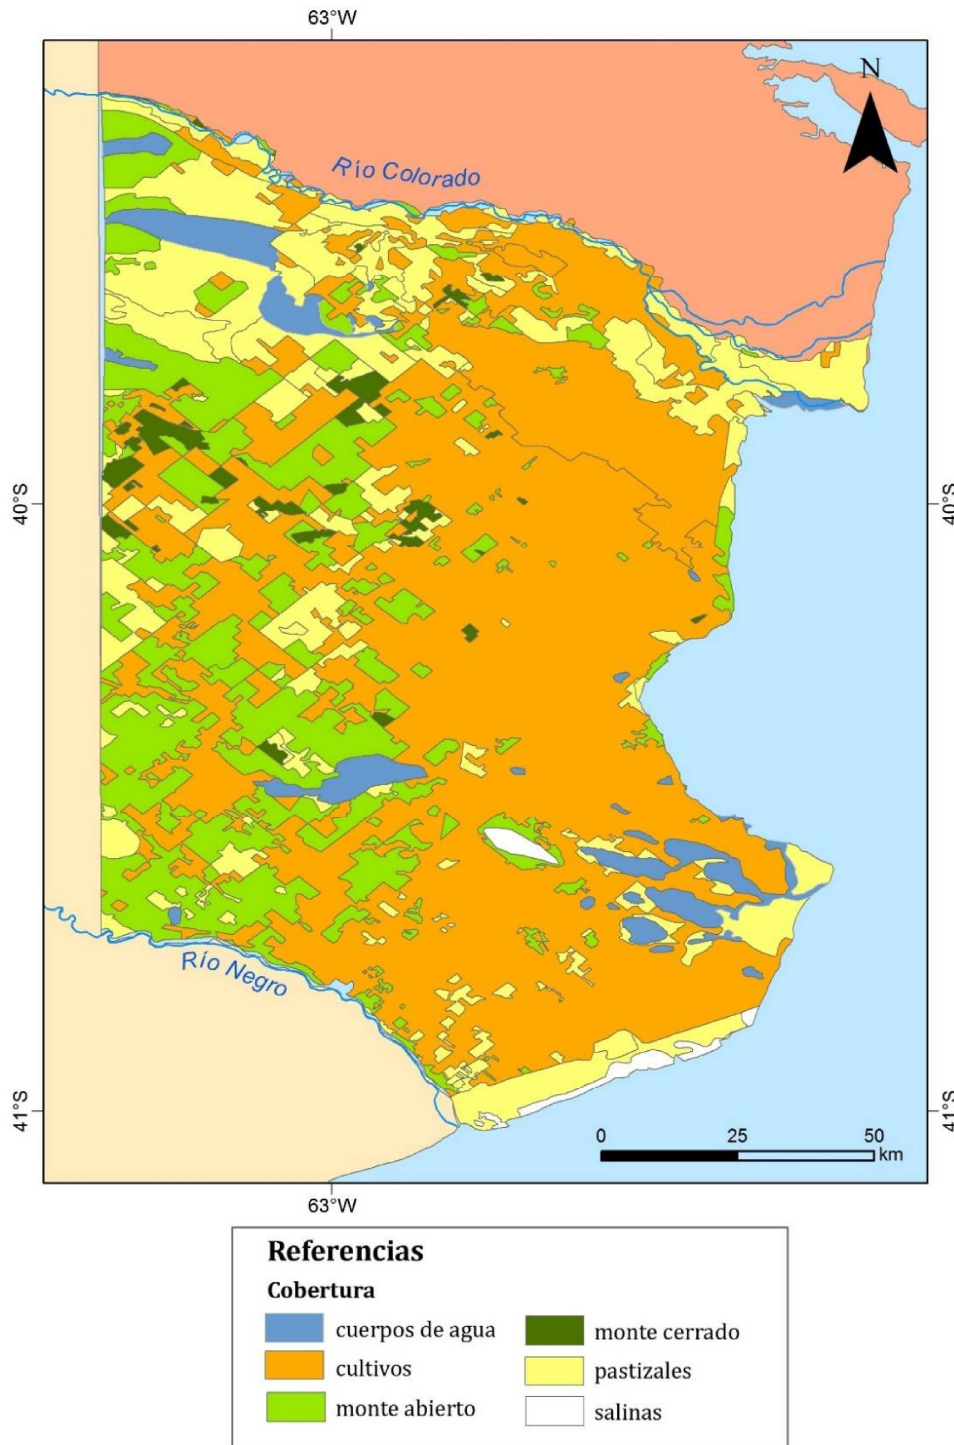 63°W
N
Río Colorado
40°S
40°S
Río Negro
41°S
41°S
0 25 50
km
63°W
Referencias
Cobertura
cuerpos de agua
monte cerrado
cultivos
pastizales
monte abierto
salinas